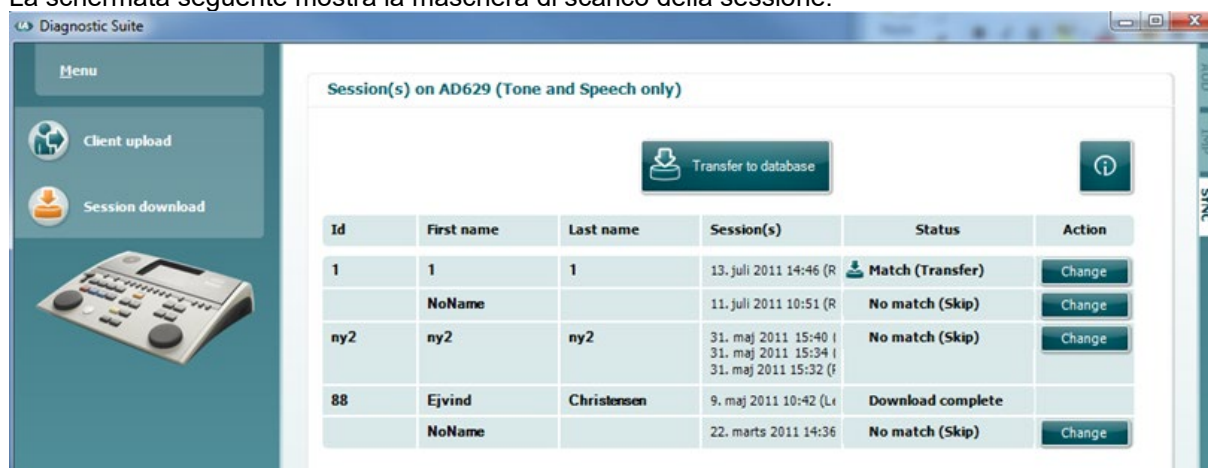 La schermata seguente mostra la maschera di scarico della sessione.
Diagnostic Suite
Menu
Client upload
Session download
Session(s) on AD629 (Tone and Speech only)
Transfer to database
Id First name Last name Session(s) Status Action
1 1 1 13. juli 2011 14:46 (R Match (Transfer) Change
NoName 11. juli 2011 10:51 (R No match (Skip) Change
ny2 ny2 ny2 31. maj 2011 15:40 ( No match (Skip) Change
31. maj 2011 15:34 (
31. maj 2011 15:32 (
88 Ejvind Christensen 9. maj 2011 10:42 (Le Download complete
NoName 22. marts 2011 14:36 No match (Skip) Change
AUD
IMP
SYNC